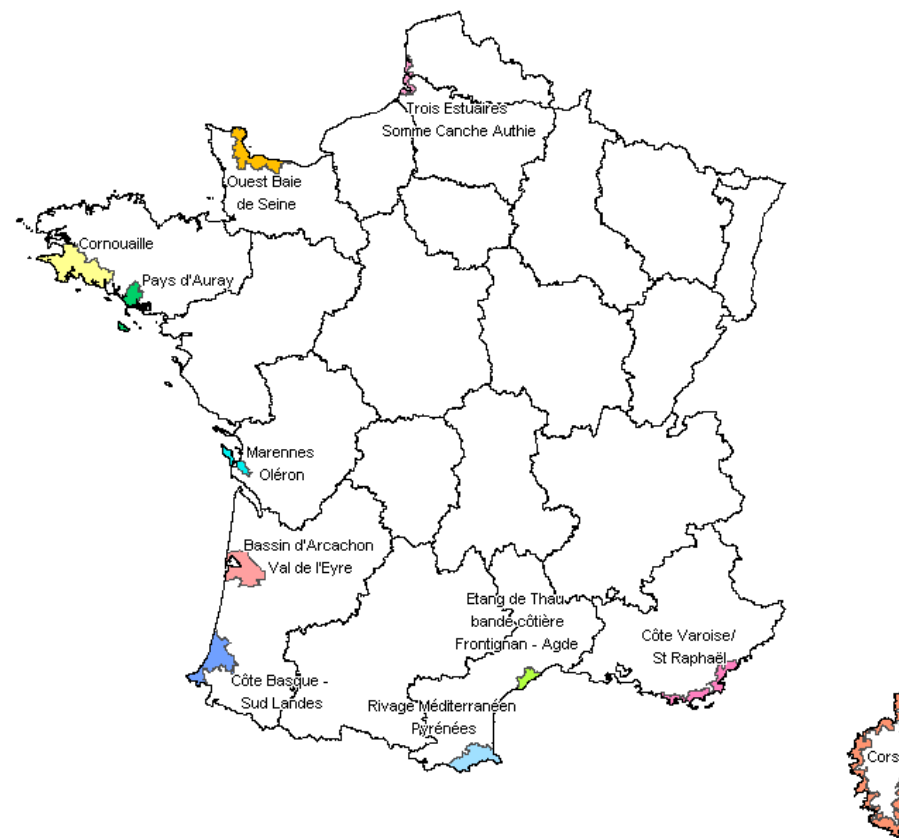 Trois Estuaires
Somme Canche Authie
Ouest Baie
de Seine
Cornouaille
Pays d'Auray
Marennes
Oléron
Bassin d'Arcachon
Val de l'Eyre
Etang de Thau
bande côtière
Frontignan - Agde
Côte Varoise/
St Raphaël
Côte Basque -
Sud Landes
Rivage Méditerranéen
Pyrénées
Cors